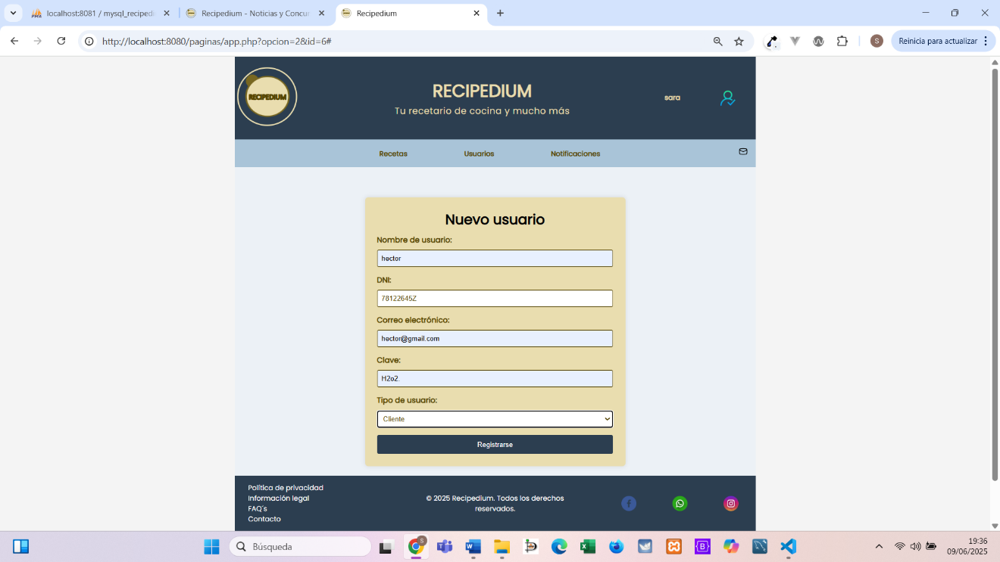 localhost:8081 / mysql_recipedi
Recipedium - Noticias y Concur
Recipedium
http://localhost:8080/paginas/app.php?opcion=2&id=6#
S
Reinicia para actualizar
RECIPEDIUM
RECIPEDIUM
Tu recetario de cocina y mucho más
sara
Recetas
Usuarios
Notificaciones
Nuevo usuario
Nombre de usuario:
hector
DNI:
78122645Z
Correo electrónico:
hector@gmail.com
Clave:
H2o2.
Tipo de usuario:
Cliente
Registrarse
Política de privacidad
Información legal
FAQ´s
Contacto
© 2025 Recipedium. Todos los derechos
reservados.
Búsqueda
19:36
09/06/2025